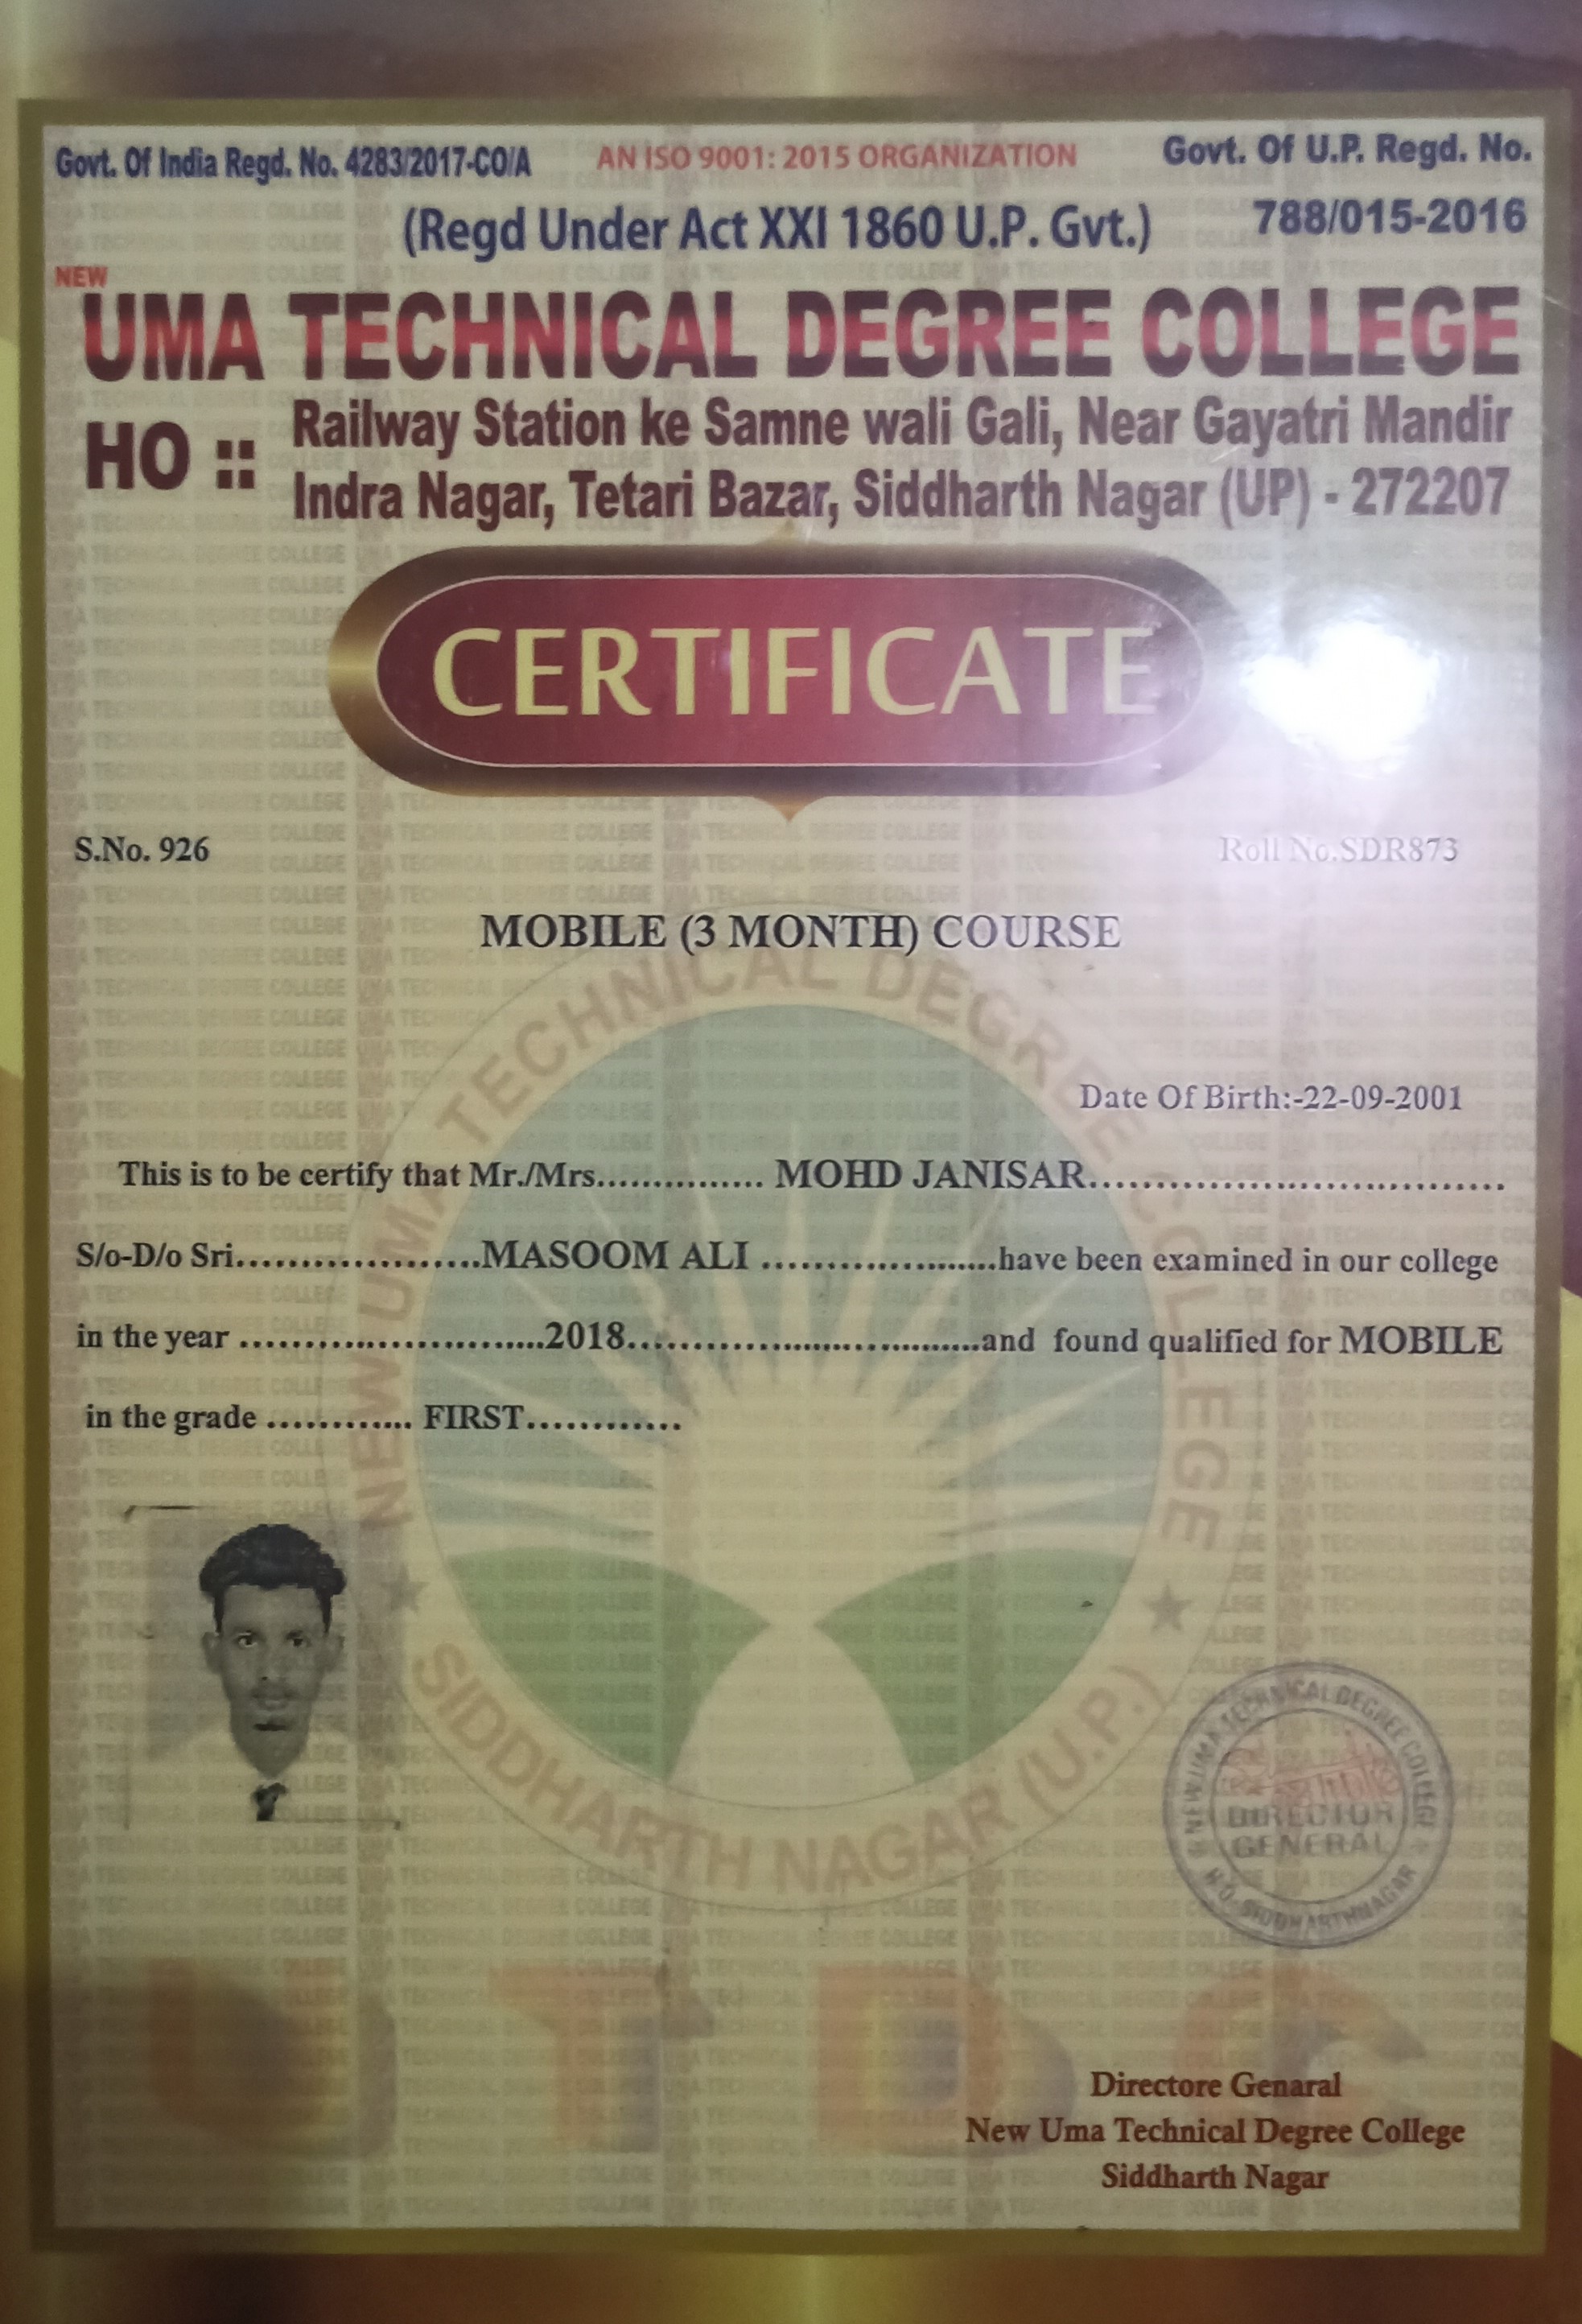 Govt. Of India Regd. No. 4283/2017-CO/A
AN ISO 9001: 2015 ORGANIZATION
Govt. Of U.P. Regd. No.
788/015-2016
(Regd Under Act XXI 1860 U.P. Gvt.)
NEW
UMA TECHNICAL DEGREE COLLEGE
HO :: Railway Station ke Samne wali Gali, Near Gayatri Mandir
Indra Nagar, Tetari Bazar, Siddharth Nagar (UP) - 272207
CERTIFICATE
S.No. 926
Roll No.SDR873
MOBILE (3 MONTH) COURSE
Date Of Birth:-22-09-2001
This is to be certify that Mr./Mrs............... MOHD JANISAR....................................
S/o-D/o Sri.....................MASOOM ALI .......................have been examined in our college
in the year ...........................2018................................and found qualified for MOBILE
in the grade ............. FIRST............
NEW UMA TECHNICAL DEGREE COLLEGE
SIDDHARTH NAGAR (U.P.)
NEW UMA TECHNICAL DEGREE COLLEGE
DIRECTOR
GENERAL
H.O.-SIDDHARTHNAGAR
U T D C
Directore Genaral
New Uma Technical Degree College
Siddharth Nagar